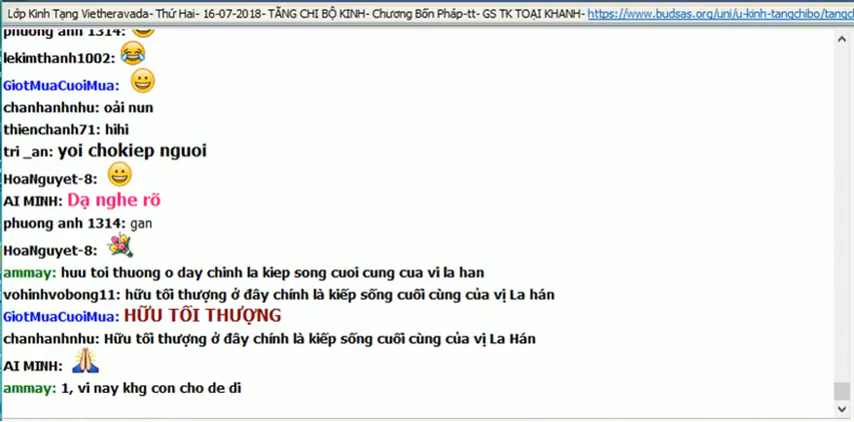 Lớp Kinh Tạng Vietheravada- Thứ Hai- 16-07-2018- TĂNG CHI BỘ KINH- Chương Bốn Pháp-tt- GS TK TOẠI KHANH- https://www.budsas.org/uni/u-kinh-tangchibo/tangc
phuong anh 1314:
lekimthanh1002:
GiotMuaCuoiMua:
chanhanhnhu: oải nun
thienchanh71: hihi
tri _an: yoi chokiep nguoi
HoaNguyet-8:
AI MINH: Dạ nghe rõ
phuong anh 1314: gan
HoaNguyet-8:
ammay: huu toi thuong o day chinh la kiep song cuoi cung cua vi la han
vohinhvobong11: hữu tối thượng ở đây chính là kiếp sống cuối cùng của vị La hán
GiotMuaCuoiMua: HỮU TỐI THƯỢNG
chanhanhnhu: Hữu tối thượng ở đây chính là kiếp sống cuối cùng của vị La Hán
AI MINH:
ammay: 1, vi nay khg con cho de di